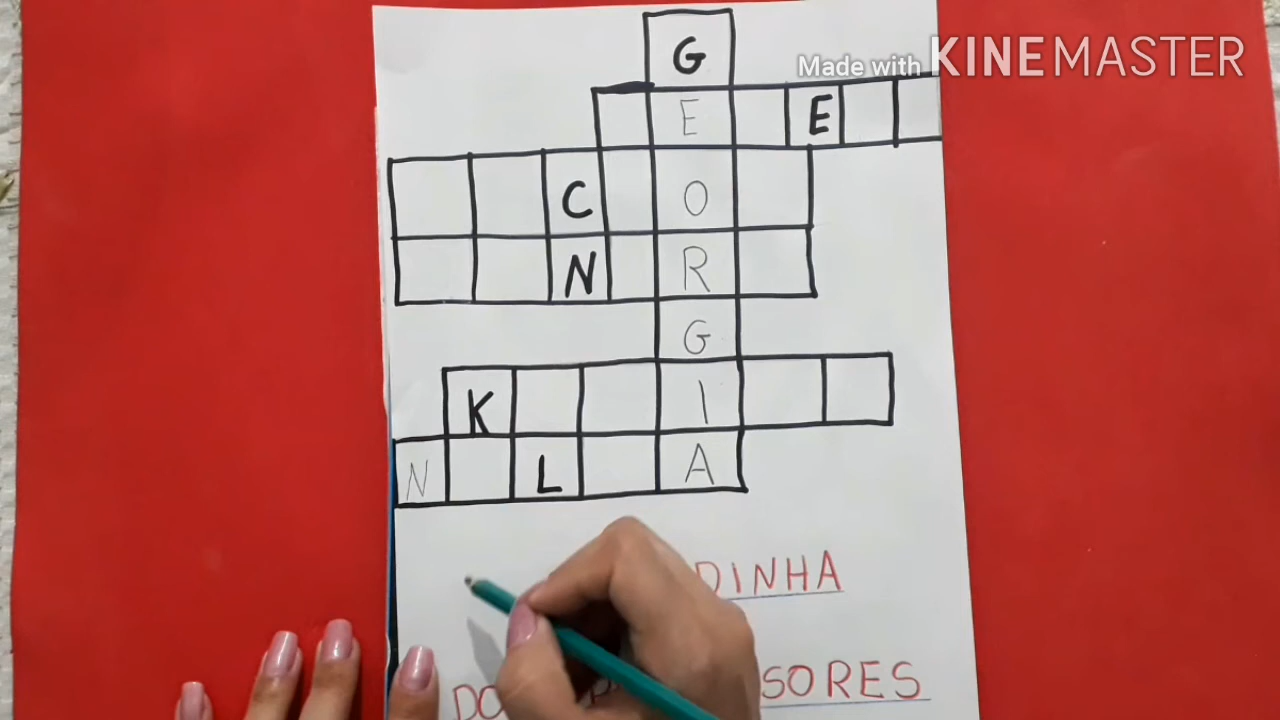 G
Made with KINEMASTER
E E
C O
N R
G
K I
N L A
DINHA
DO SORES